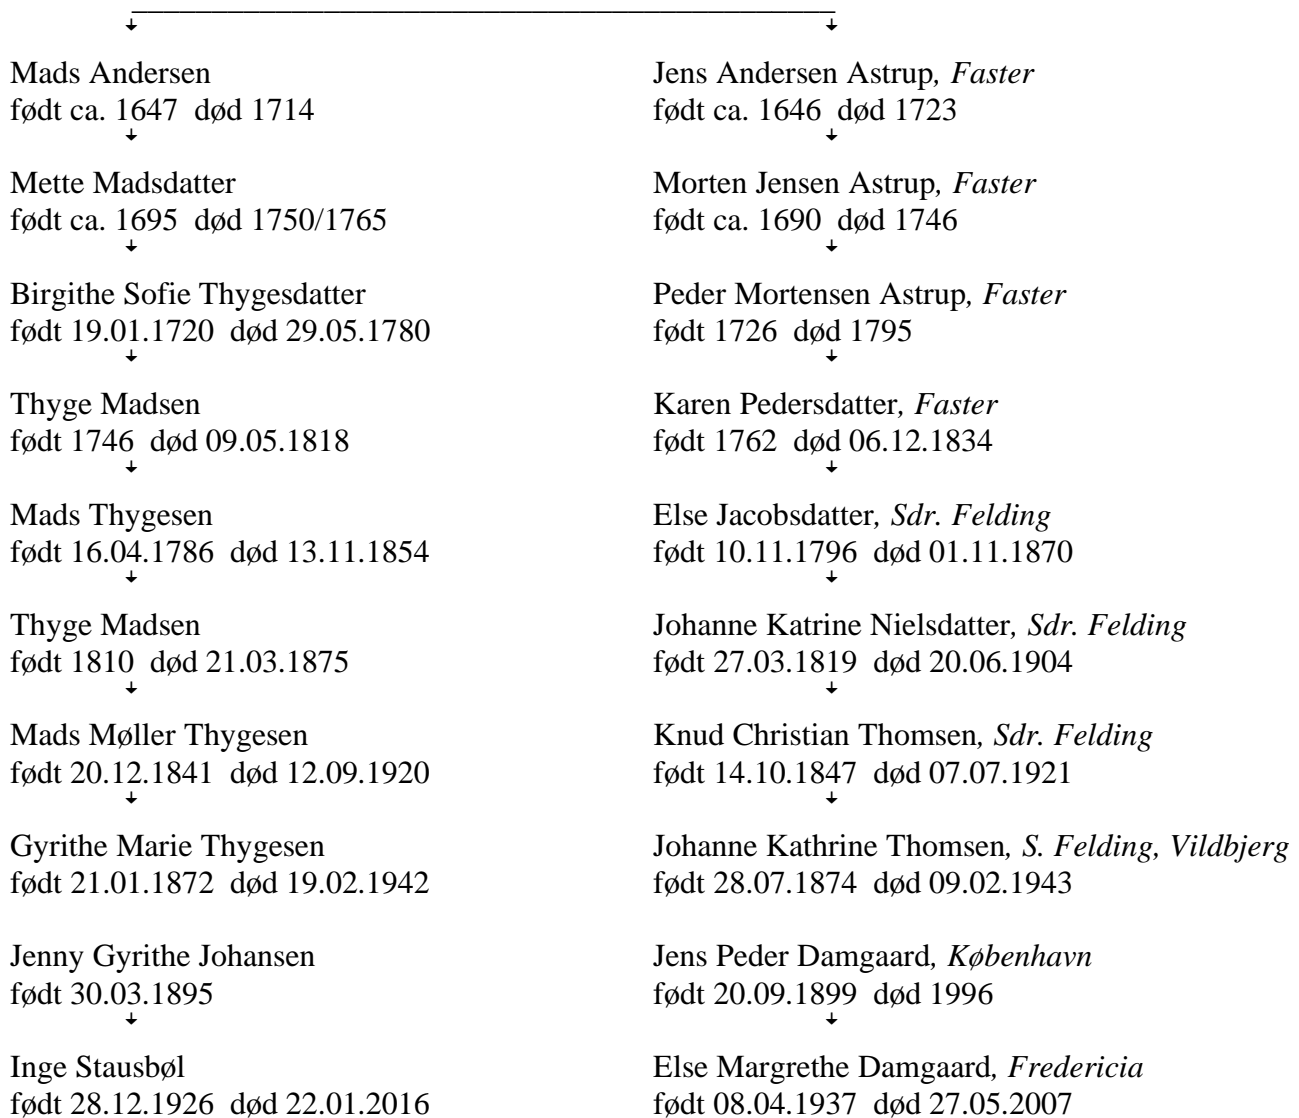 Mads Andersen
født ca. 1647  død 1714
Mette Madsdatter
født ca. 1695  død 1750/1765
Birgithe Sofie Thygesdatter
født 19.01.1720  død 29.05.1780
Thyge Madsen
født 1746  død 09.05.1818
Mads Thygesen
født 16.04.1786  død 13.11.1854
Thyge Madsen
født 1810  død 21.03.1875
Mads Møller Thygesen
født 20.12.1841  død 12.09.1920
Gyrithe Marie Thygesen
født 21.01.1872  død 19.02.1942
Jenny Gyrithe Johansen
født 30.03.1895
Inge Stausbøl
født 28.12.1926  død 22.01.2016
Jens Andersen Astrup, Faster
født ca. 1646  død 1723
Morten Jensen Astrup, Faster
født ca. 1690  død 1746
Peder Mortensen Astrup, Faster
født 1726  død 1795
Karen Pedersdatter, Faster
født 1762  død 06.12.1834
Else Jacobsdatter, Sdr. Felding
født 10.11.1796  død 01.11.1870
Johanne Katrine Nielsdatter, Sdr. Felding
født 27.03.1819  død 20.06.1904
Knud Christian Thomsen, Sdr. Felding
født 14.10.1847  død 07.07.1921
Johanne Kathrine Thomsen, S. Felding, Vildbjerg
født 28.07.1874  død 09.02.1943
Jens Peder Damgaard, København
født 20.09.1899  død 1996
Else Margrethe Damgaard, Fredericia
født 08.04.1937  død 27.05.2007